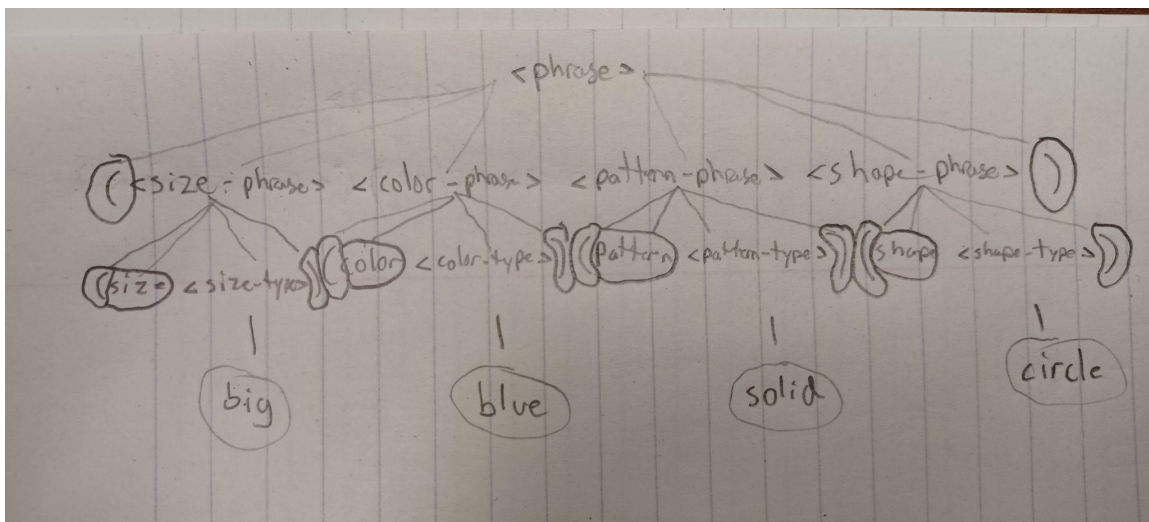 <phrase>
( <size-phrase> <color-phrase> <pattern-phrase> <shape-phrase> )
(size <size-type> ) ( color <color-type> ) ( pattern <pattern-type> ) ( shape <shape-type> )
big blue solid circle